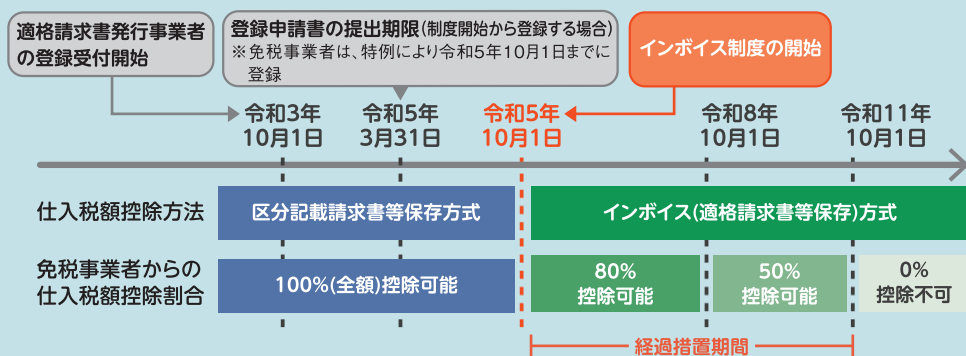 適格請求書発行事業者
の登録受付開始
登録申請書の提出期限(制度開始から登録する場合)
※免税事業者は、特例により令和5年10月1日までに
登録
インボイス制度の開始
令和3年
10月1日
令和5年
3月31日
令和5年
10月1日
令和8年
10月1日
令和11年
10月1日
仕入税額控除方法
区分記載請求書等保存方式
インボイス(適格請求書等保存)方式
免税事業者からの
仕入税額控除割合
100%(全額)控除可能
80%
控除可能
50%
控除可能
0%
控除不可
経過措置期間